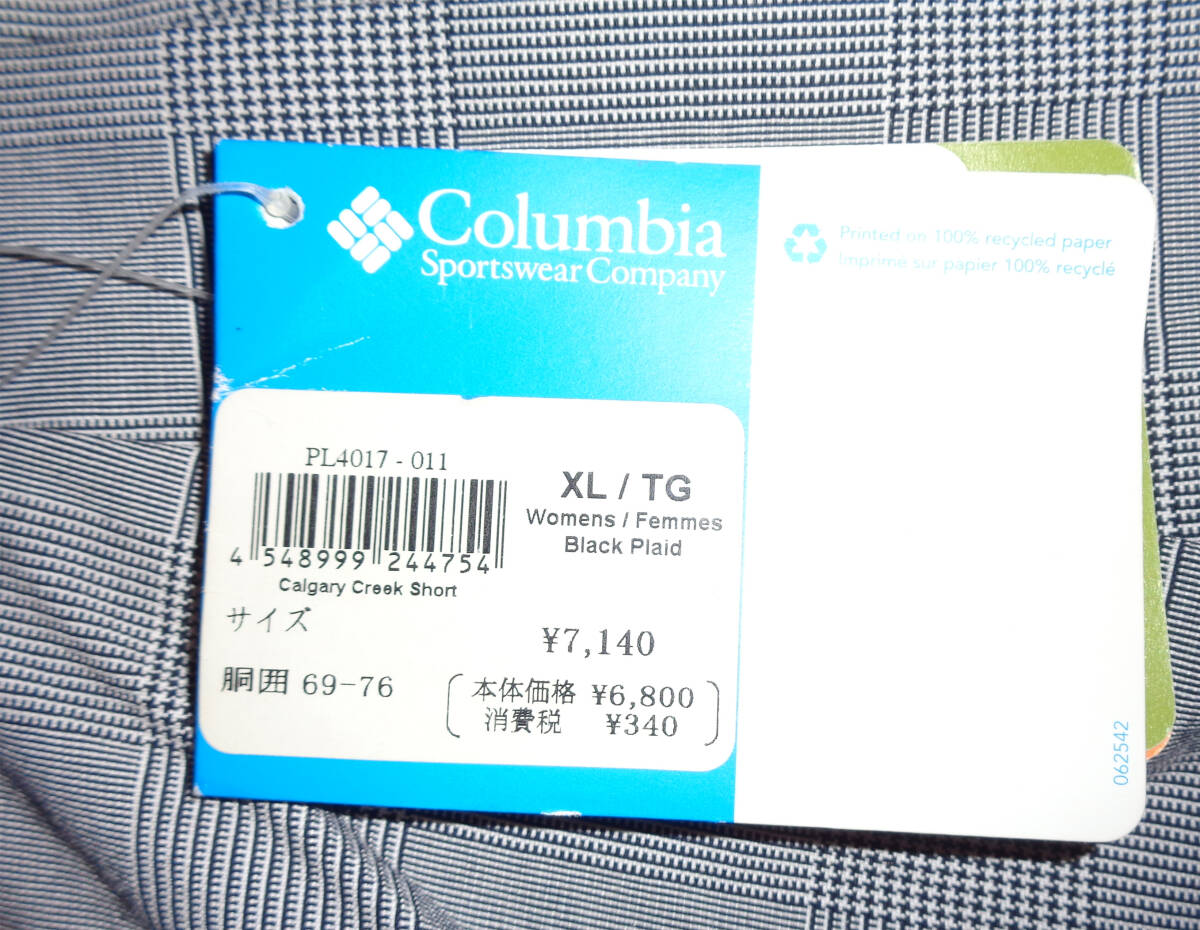 Columbia
Sportswear Company
Printed on 100% recycled paper
Imprimé sur papier 100% recyclé
PL4017 - 011
4 548999 244754
Calgary Creek Short
XL / TG
Womens / Femmes
Black Plaid
サイズ
¥7,140
胴囲 69-76
本体価格 ¥6,800
消費税 ¥340
062542